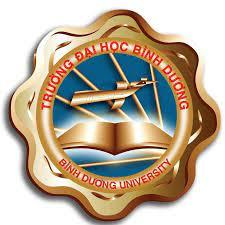 TRƯỜNG ĐẠI HỌC BÌNH DƯƠNG
BINH DUONG UNIVERSITY